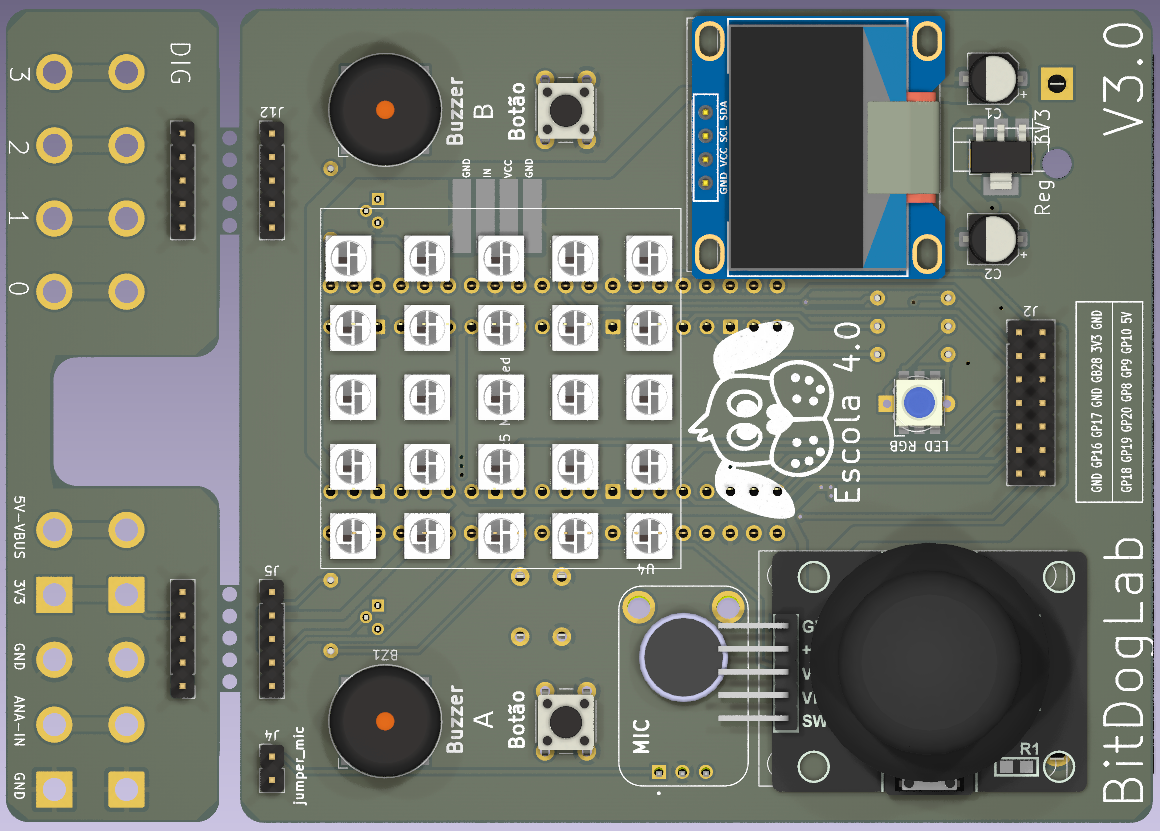 DIG
3
2
1
0
5V-VBUS
3V3
GND
ANA-IN
GND
J12
Buzzer
B
Botão
GND
IN
VCC
GND
GND VCC SCL SDA
C1
3V3
Reg
C2
V3.0
J2
GND GP16 GP17 GND GB28 3V3 GND
GP18 GP19 GP20 GP8 GP9 GP10 5V
Escola 4.0
LED RGB
U4
J5
BZ1
Buzzer
A
Botão
J4
jumper_mic
MIC
+
SW
R1
BitDogLab